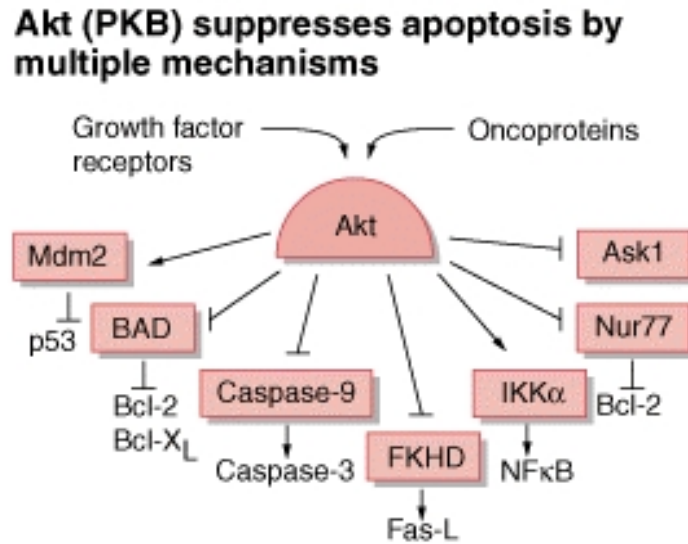 Akt (PKB) suppresses apoptosis by
multiple mechanisms
Growth factor
receptors
Oncoproteins
Akt
Mdm2
Ask1
p53
BAD
Nur77
Bcl-2
Bcl-XL
Caspase-9
IKKα
Bcl-2
Caspase-3
FKHD
NFκB
Fas-L